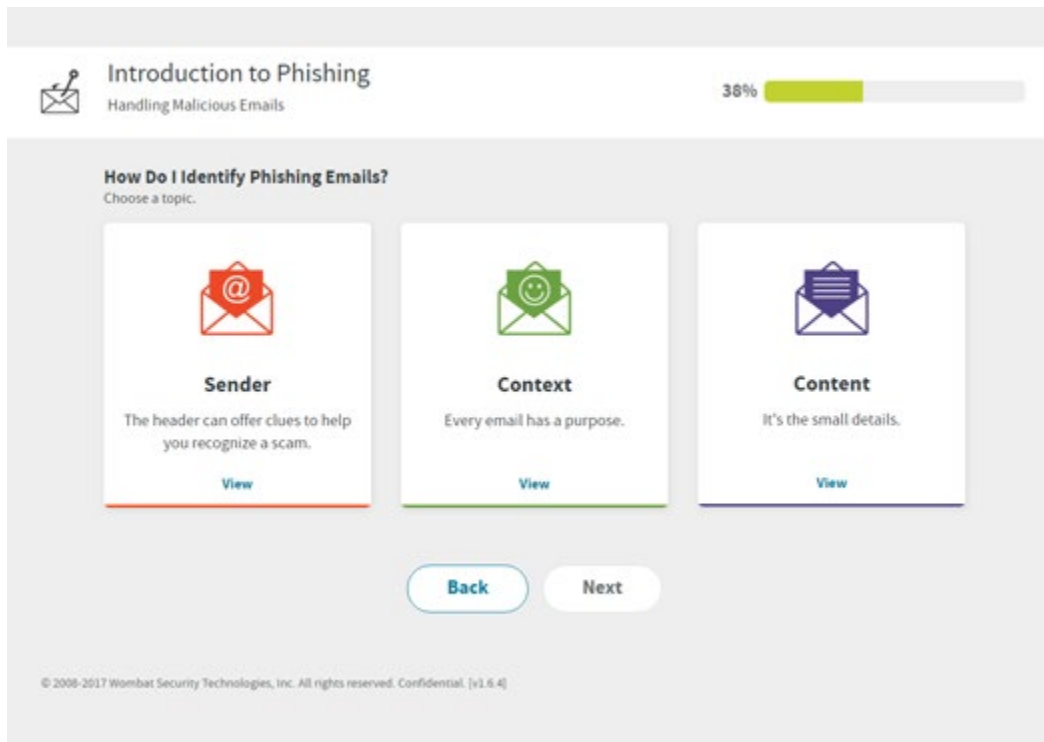 Introduction to Phishing
Handling Malicious Emails
38%
How Do I Identify Phishing Emails?
Choose a topic.
@
Sender
The header can offer clues to help
you recognize a scam.
View
Context
Every email has a purpose.
View
Content
It's the small details.
View
Back
Next
© 2008-2017 Wombat Security Technologies, Inc. All rights reserved. Confidential. [v1.6.4]